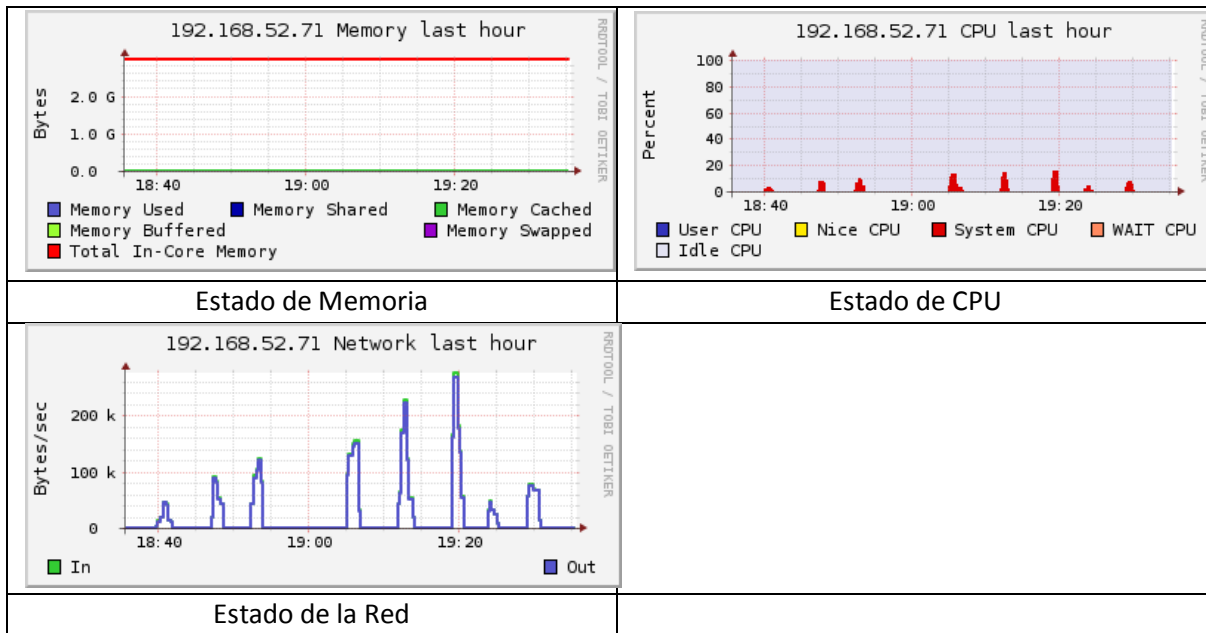 192.168.52.71 Memory last hour
Bytes
2.0 G
1.0 G
0.0
18:40 19:00 19:20
Memory Used Memory Shared Memory Cached
Memory Buffered Memory Swapped
Total In-Core Memory
RRDTOOL / TOBI OETIKER
192.168.52.71 CPU last hour
Percent
100
80
60
40
20
0
18:40 19:00 19:20
User CPU Nice CPU System CPU WAIT CPU
Idle CPU
RRDTOOL / TOBI OETIKER
Estado de Memoria
Estado de CPU
192.168.52.71 Network last hour
Bytes/sec
200 k
100 k
0
18:40 19:00 19:20
In Out
RRDTOOL / TOBI OETIKER
Estado de la Red